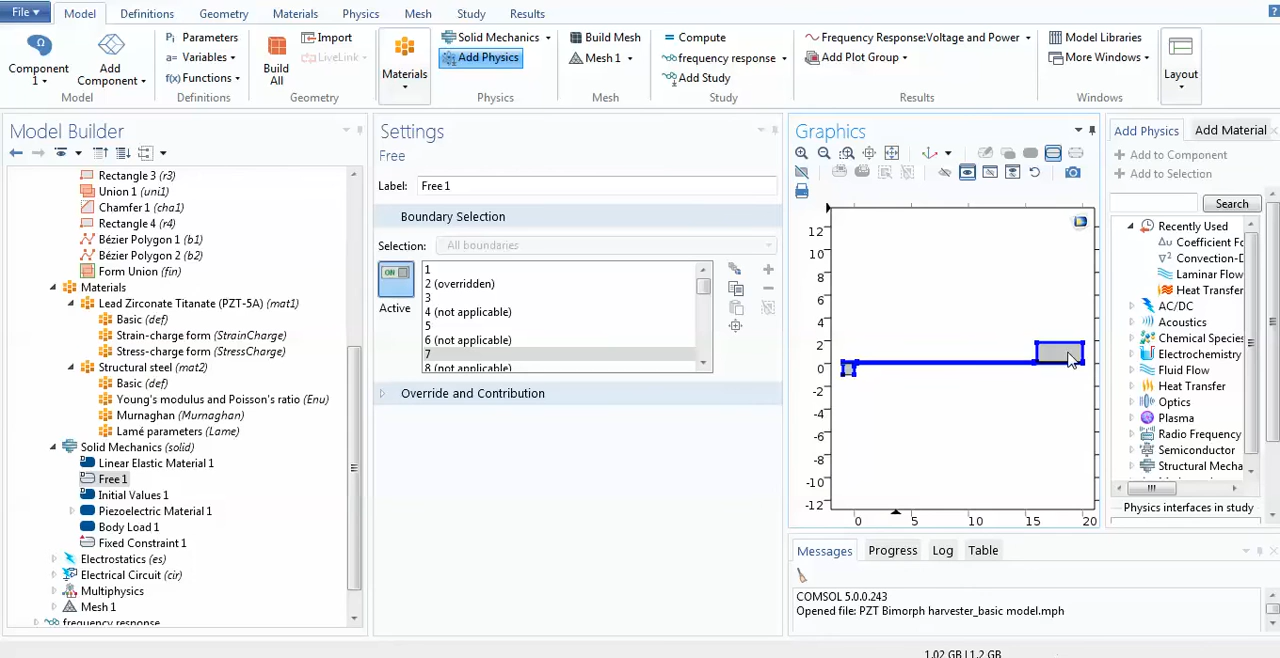 File
Model
Definitions
Geometry
Materials
Physics
Mesh
Study
Results
?
Component 1
Add Component
Model
Pi Parameters
a= Variables
f(x) Functions
Definitions
Build All
Import
LiveLink
Geometry
Materials
Solid Mechanics
Add Physics
Physics
Build Mesh
Mesh 1
Mesh
Compute
frequency response
Add Study
Study
Frequency Response:Voltage and Power
Add Plot Group
Results
Model Libraries
More Windows
Windows
Layout
Model Builder
Rectangle 3 (r3)
Union 1 (uni1)
Chamfer 1 (cha1)
Rectangle 4 (r4)
Bézier Polygon 1 (b1)
Bézier Polygon 2 (b2)
Form Union (fin)
Materials
Lead Zirconate Titanate (PZT-5A) (mat1)
Basic (def)
Strain-charge form (StrainCharge)
Stress-charge form (StressCharge)
Structural steel (mat2)
Basic (def)
Young's modulus and Poisson's ratio (Enu)
Murnaghan (Murnaghan)
Lamé parameters (Lame)
Solid Mechanics (solid)
Linear Elastic Material 1
Free 1
Initial Values 1
Piezoelectric Material 1
Body Load 1
Fixed Constraint 1
Electrostatics (es)
Electrical Circuit (cir)
Multiphysics
Mesh 1
frequency response
Settings
Free
Label: Free 1
Boundary Selection
Selection: All boundaries
ON
Active
1
2 (overridden)
3
4 (not applicable)
5
6 (not applicable)
7
8 (not applicable)
Override and Contribution
Graphics
12
10
8
6
4
2
0
-2
-4
-6
-8
-10
-12
0 5 10 15 20
Messages
Progress
Log
Table
COMSOL 5.0.0.243
Opened file: PZT Bimorph harvester_basic model.mph
Add Physics
Add Material
Add to Component
Add to Selection
Search
Recently Used
Δu Coefficient Fo
∇² Convection-D
Laminar Flow
Heat Transfer
AC/DC
Acoustics
Chemical Species
Electrochemistry
Fluid Flow
Heat Transfer
Optics
Plasma
Radio Frequency
Semiconductor
Structural Mecha
Physics interfaces in study
1.02 GB | 1.2 GB